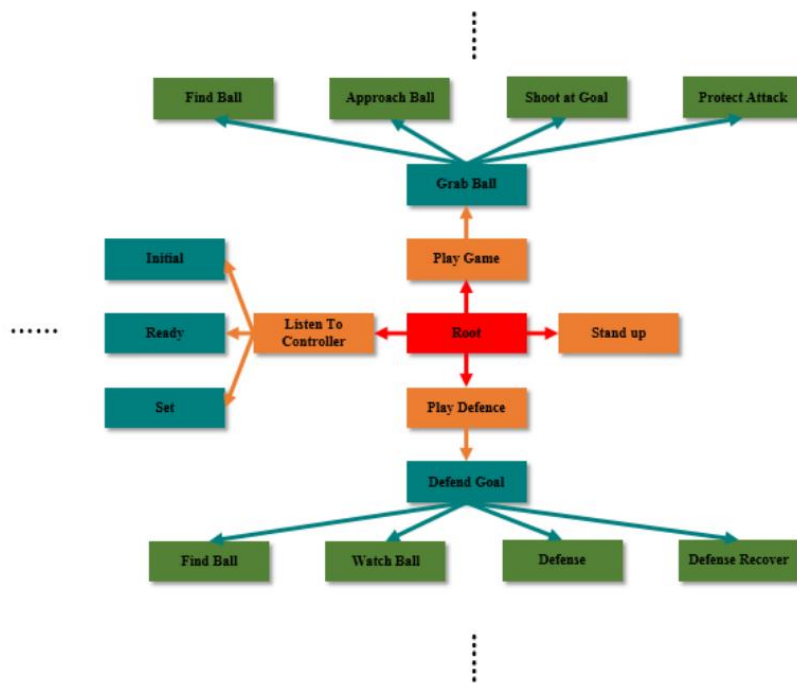 Find Ball
Approach Ball
Shoot at Goal
Protect Attack
Grab Ball
Initial
Play Game
Ready
Listen To
Controller
Root
Stand up
Set
Play Defence
Defend Goal
Find Ball
Watch Ball
Defense
Defense Recover